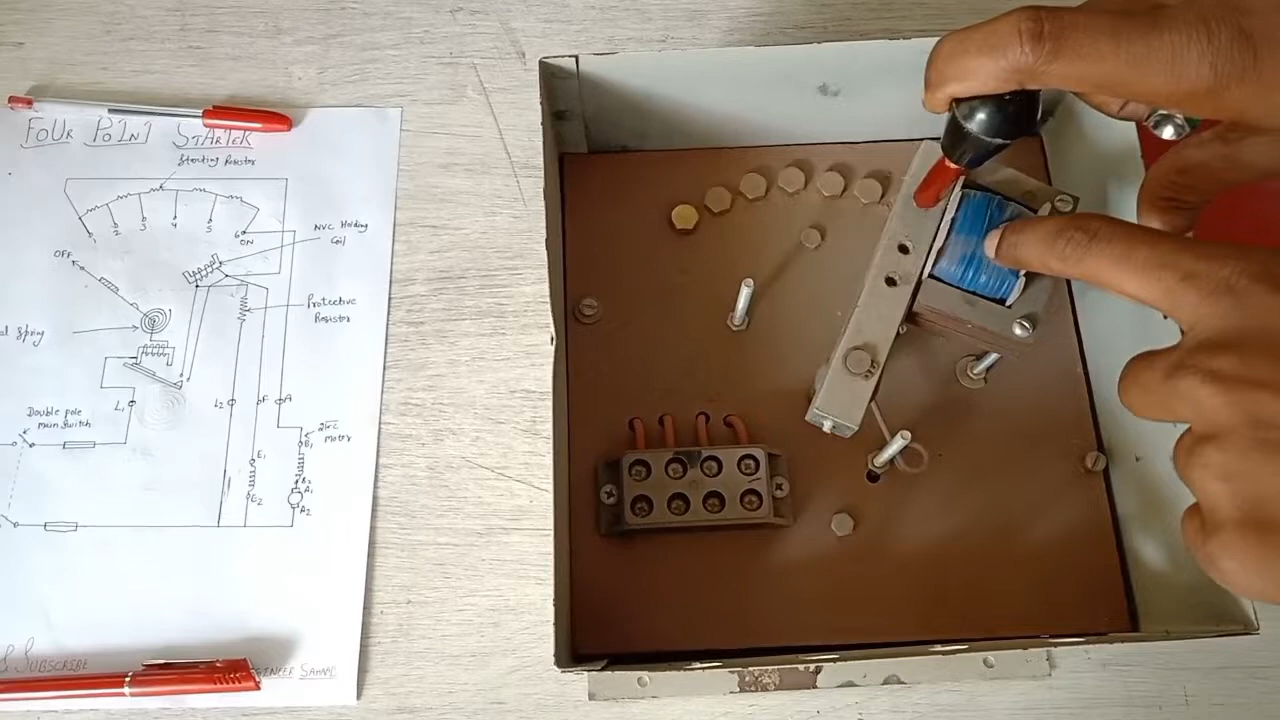 FOUR POINT STARTER
Starting Resistor
1 2 3 4 5 6
ON
NVC Holding
Coil
OFF
Protective
Resistor
al Spring
L1 L2 F A
Double pole
main switch
motor
E1
E2
A1
A2
& SUBSCRIBE